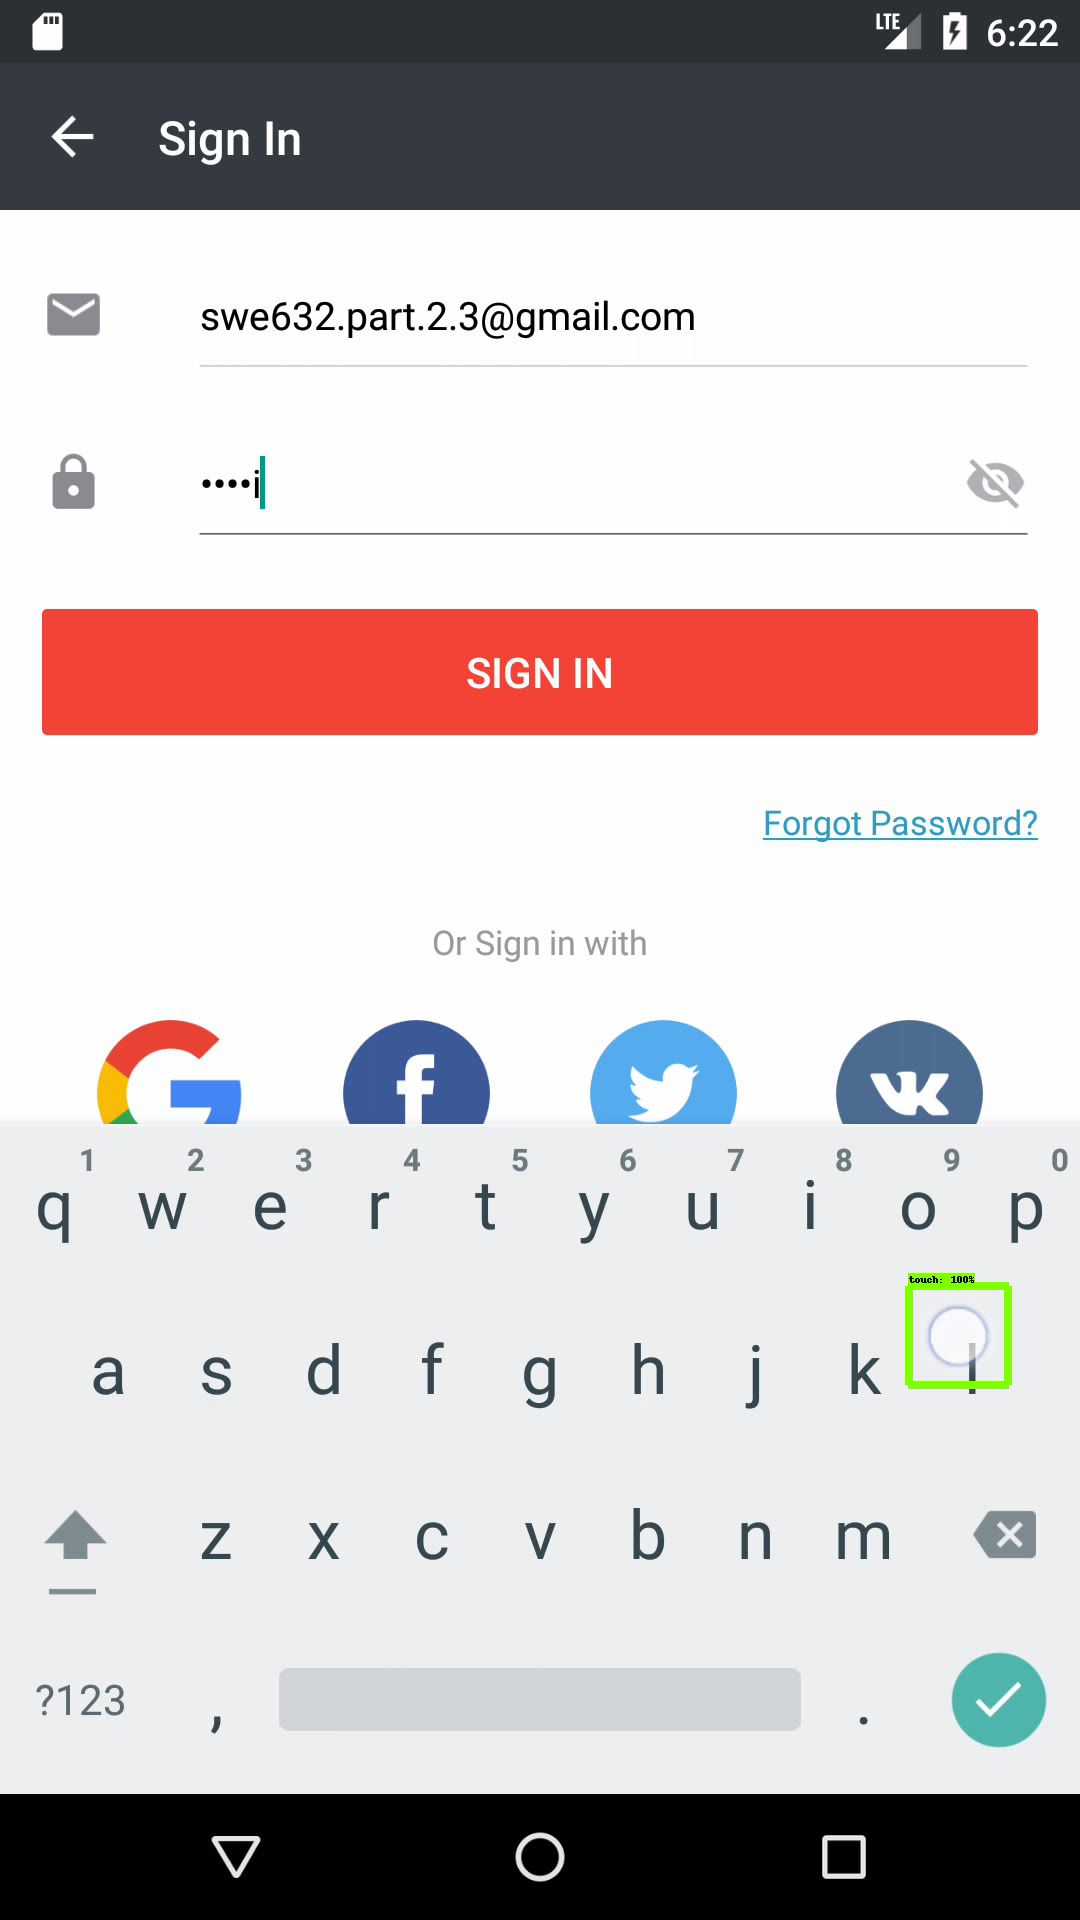 LTE 6:22
Sign In
swe632.part.2.3@gmail.com
••••i
SIGN IN
Forgot Password?
Or Sign in with
1 2 3 4 5 6 7 8 9 0
q w e r t y u i o p
touch: 100%
a s d f g h j k l
z x c v b n m
?123 , .